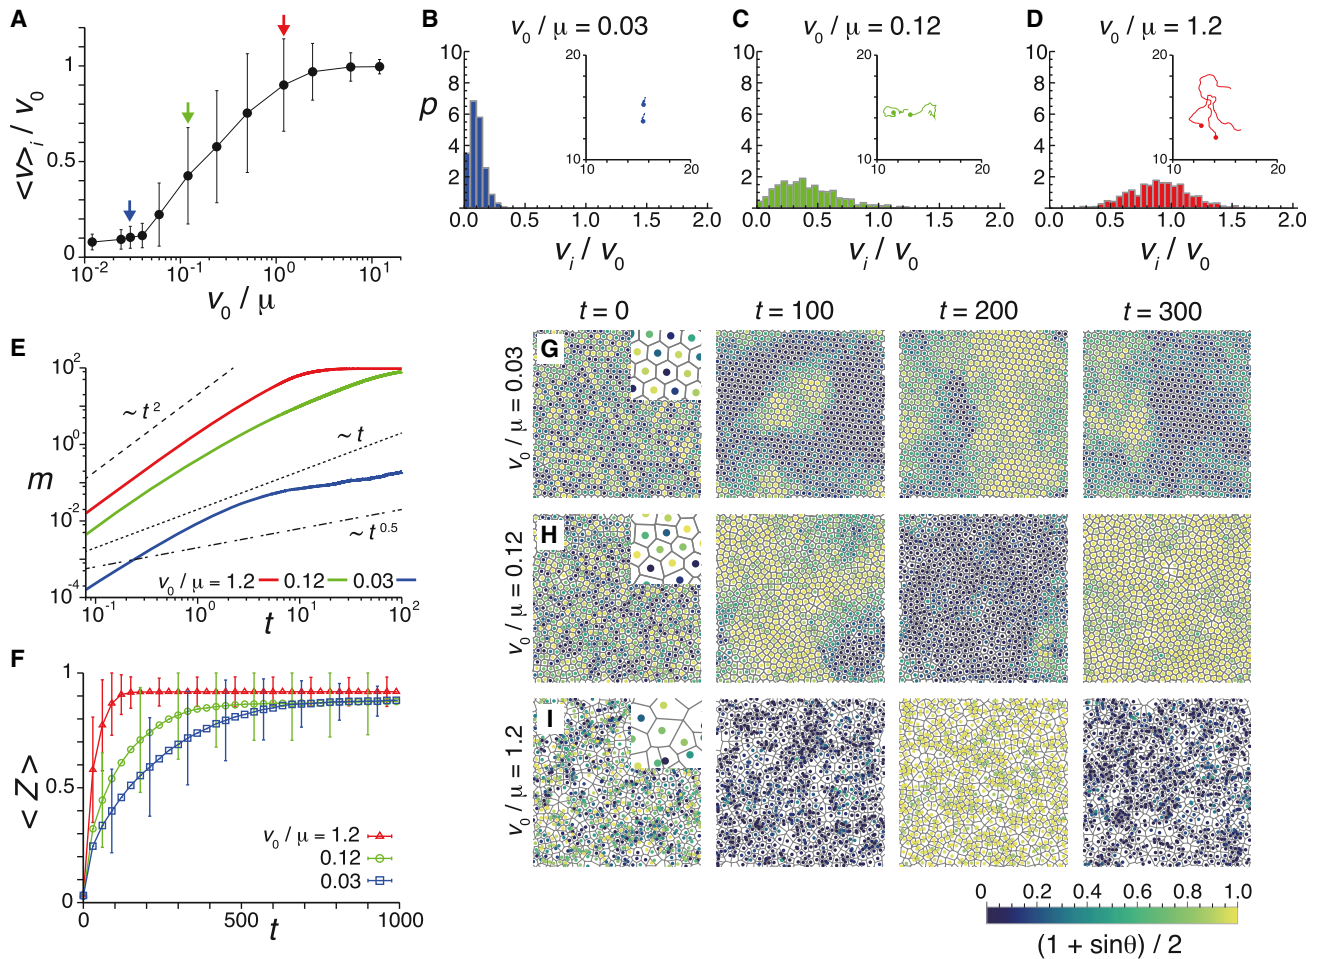 A
<v>i / v0
1
0.5
0
10-2
10-1
100
101
v0 / μ
B
v0 / μ = 0.03
p
10
8
6
4
2
0.0
0.5
1.0
1.5
2.0
20
10
10
20
vi / v0
C
v0 / μ = 0.12
10
8
6
4
2
0.0
0.5
1.0
1.5
2.0
20
10
10
20
vi / v0
D
v0 / μ = 1.2
10
8
6
4
2
0.0
0.5
1.0
1.5
2.0
20
10
10
20
vi / v0
E
m
102
100
10-2
10-4
~ t2
~ t
~ t0.5
v0 / μ = 1.2 0.12 0.03
10-1
100
101
102
t
F
<Z>
1
0.5
0
v0 / μ = 1.2
0.12
0.03
0
500
1000
t
t = 0
t = 100
t = 200
t = 300
G
v0 / μ = 0.03
H
v0 / μ = 0.12
I
v0 / μ = 1.2
0 0.2 0.4 0.6 0.8 1.0
(1 + sinθ) / 2